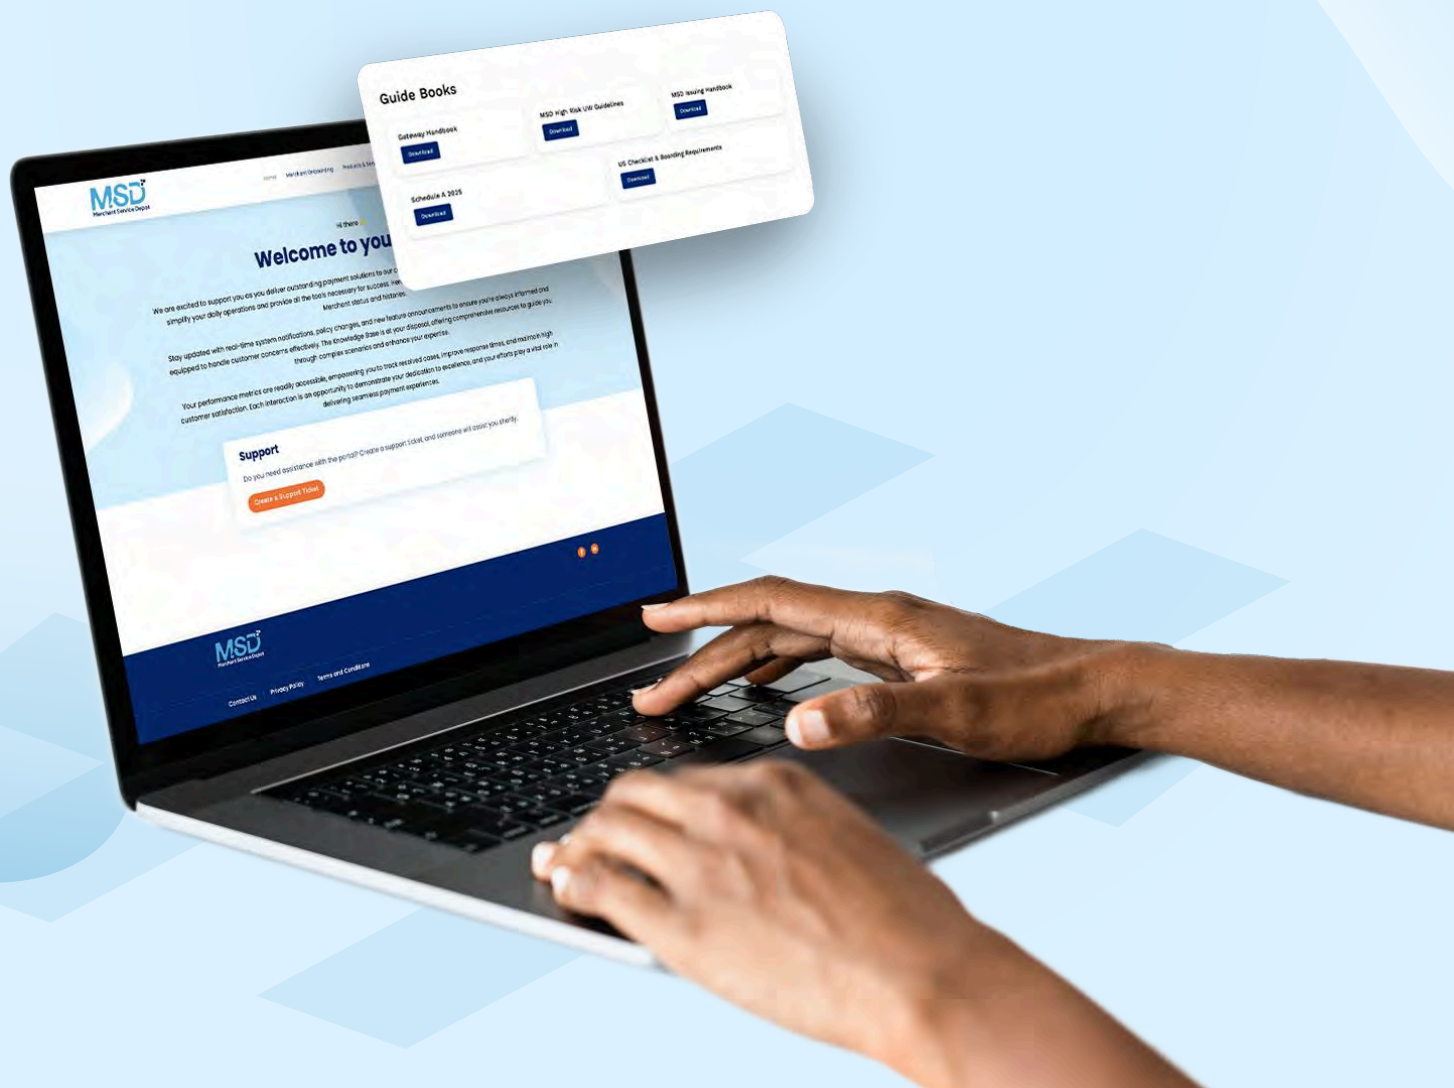 Guide Books
Gateway Handbook
Download
MSD High Risk UW Guidelines
Download
MSD Issuing Handbook
Download
Schedule A 2025
Download
US Checklist & Boarding Requirements
Download
MSD
Merchant Service Depot
Home Merchant Onboarding Products & Ser
Hi there
Welcome to you
We are excited to support you as you deliver outstanding payment solutions to our c
simplify your daily operations and provide all the tools necessary for success. Her
Merchant status and histories.
Stay updated with real-time system notifications, policy changes, and new feature announcements to ensure you're always informed and
equipped to handle customer concerns effectively. The Knowledge Base is at your disposal, offering comprehensive resources to guide you
through complex scenarios and enhance your expertise.
Your performance metrics are readily accessible, empowering you to track resolved cases, improve response times, and maintain high
customer satisfaction. Each interaction is an opportunity to demonstrate your dedication to excellence, and your efforts play a vital role in
delivering seamless payment experiences.
Support
Do you need assistance with the portal? Create a support ticket, and someone will assist you shortly.
Create a Support Ticket
MSD
Merchant Service Depot
Contact Us Privacy Policy Terms and Conditions